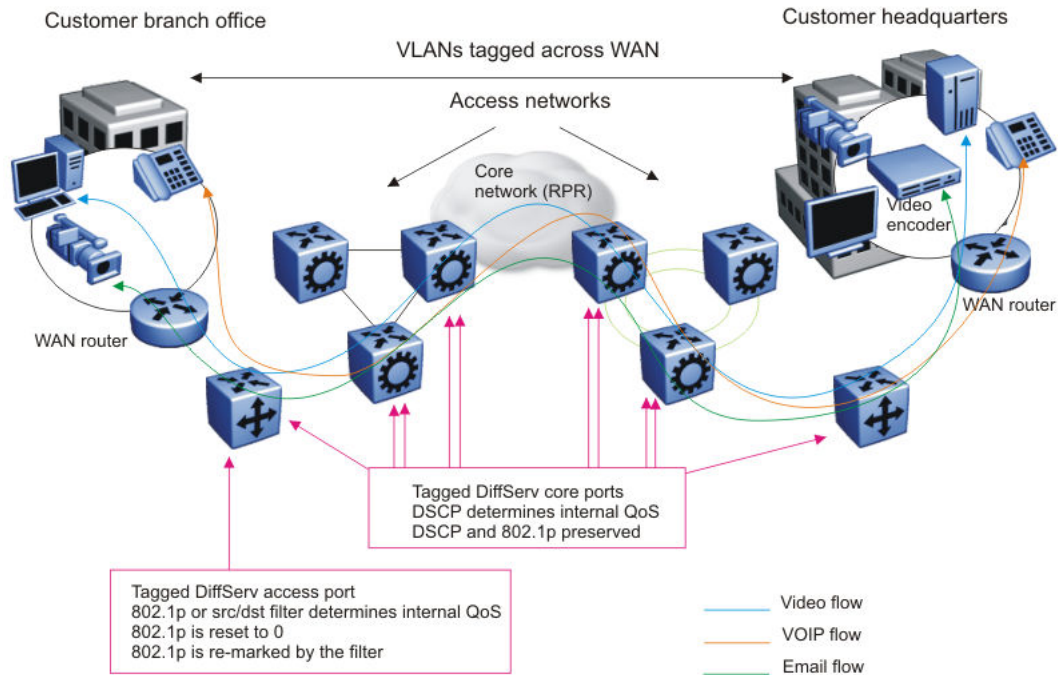 Customer branch office
Customer headquarters
VLANs tagged across WAN
Access networks
Core
network (RPR)
Video
encoder
WAN router
WAN router
Tagged DiffServ core ports
DSCP determines internal QoS
DSCP and 802.1p preserved
Tagged DiffServ access port
802.1p or src/dst filter determines internal QoS
802.1p is reset to 0
802.1p is re-marked by the filter
Video flow
VOIP flow
Email flow